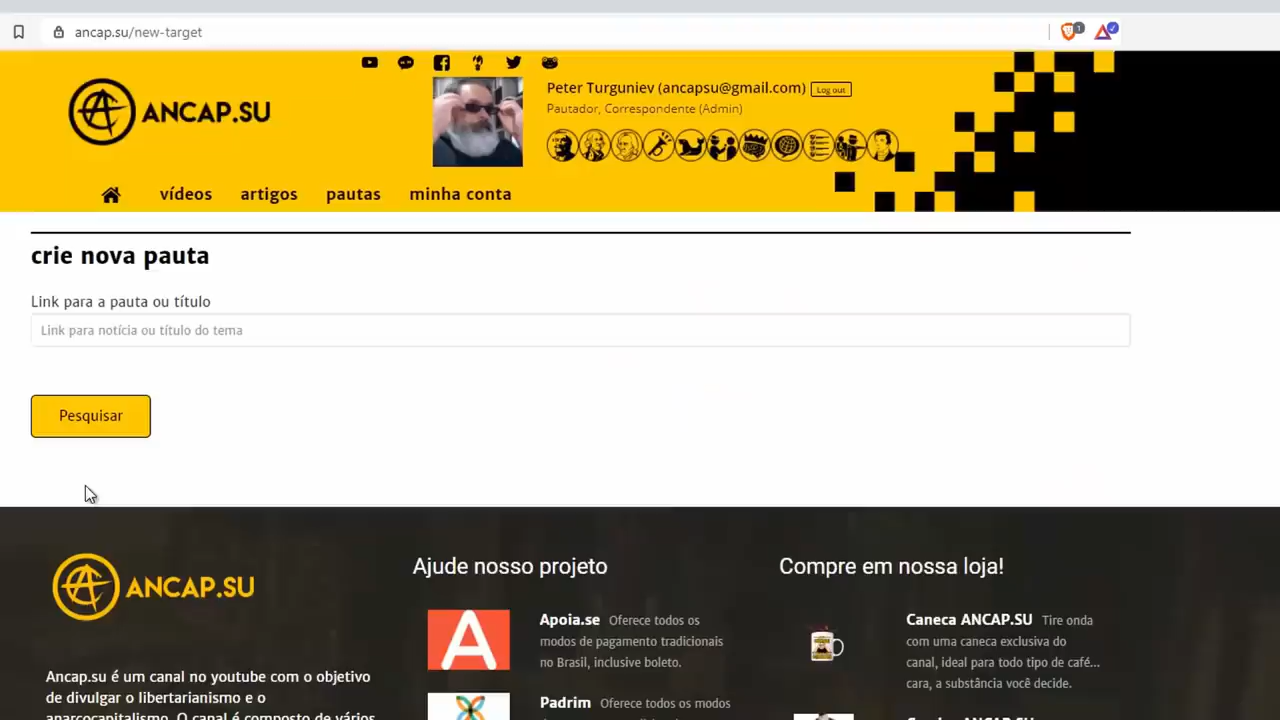 ancap.su/new-target
ANCAP.SU
Peter Turguniev (ancapsu@gmail.com) Log out
Pautador, Correspondente (Admin)
vídeos artigos pautas minha conta
crie nova pauta
Link para a pauta ou título
Link para notícia ou título do tema
Pesquisar
ANCAP.SU
Ancap.su é um canal no youtube com o objetivo
de divulgar o libertarianismo e o
anarcocapitalismo. O canal é composto de vários
Ajude nosso projeto
Apoia.se Oferece todos os
modos de pagamento tradicionais
no Brasil, inclusive boleto.
Padrim Oferece todos os modos
Compre em nossa loja!
Caneca ANCAP.SU Tire onda
com uma caneca exclusiva do
canal, ideal para todo tipo de café...
cara, a substância você decide.